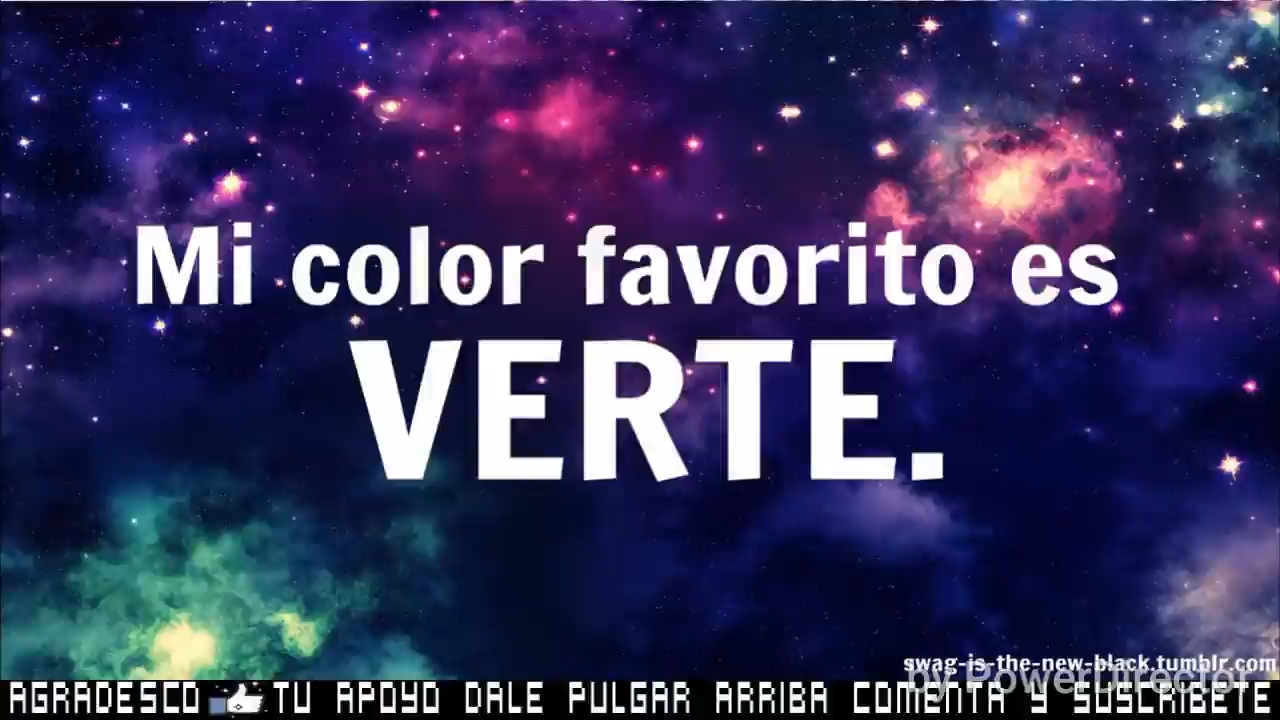 Mi color favorito es
VERTE.
swag-is-the-new-black.tumblr.com
by PowerDirector
AGRADESCO TU APOYO DALE PULGAR ARRIBA COMENTA Y SUSCRIBETE